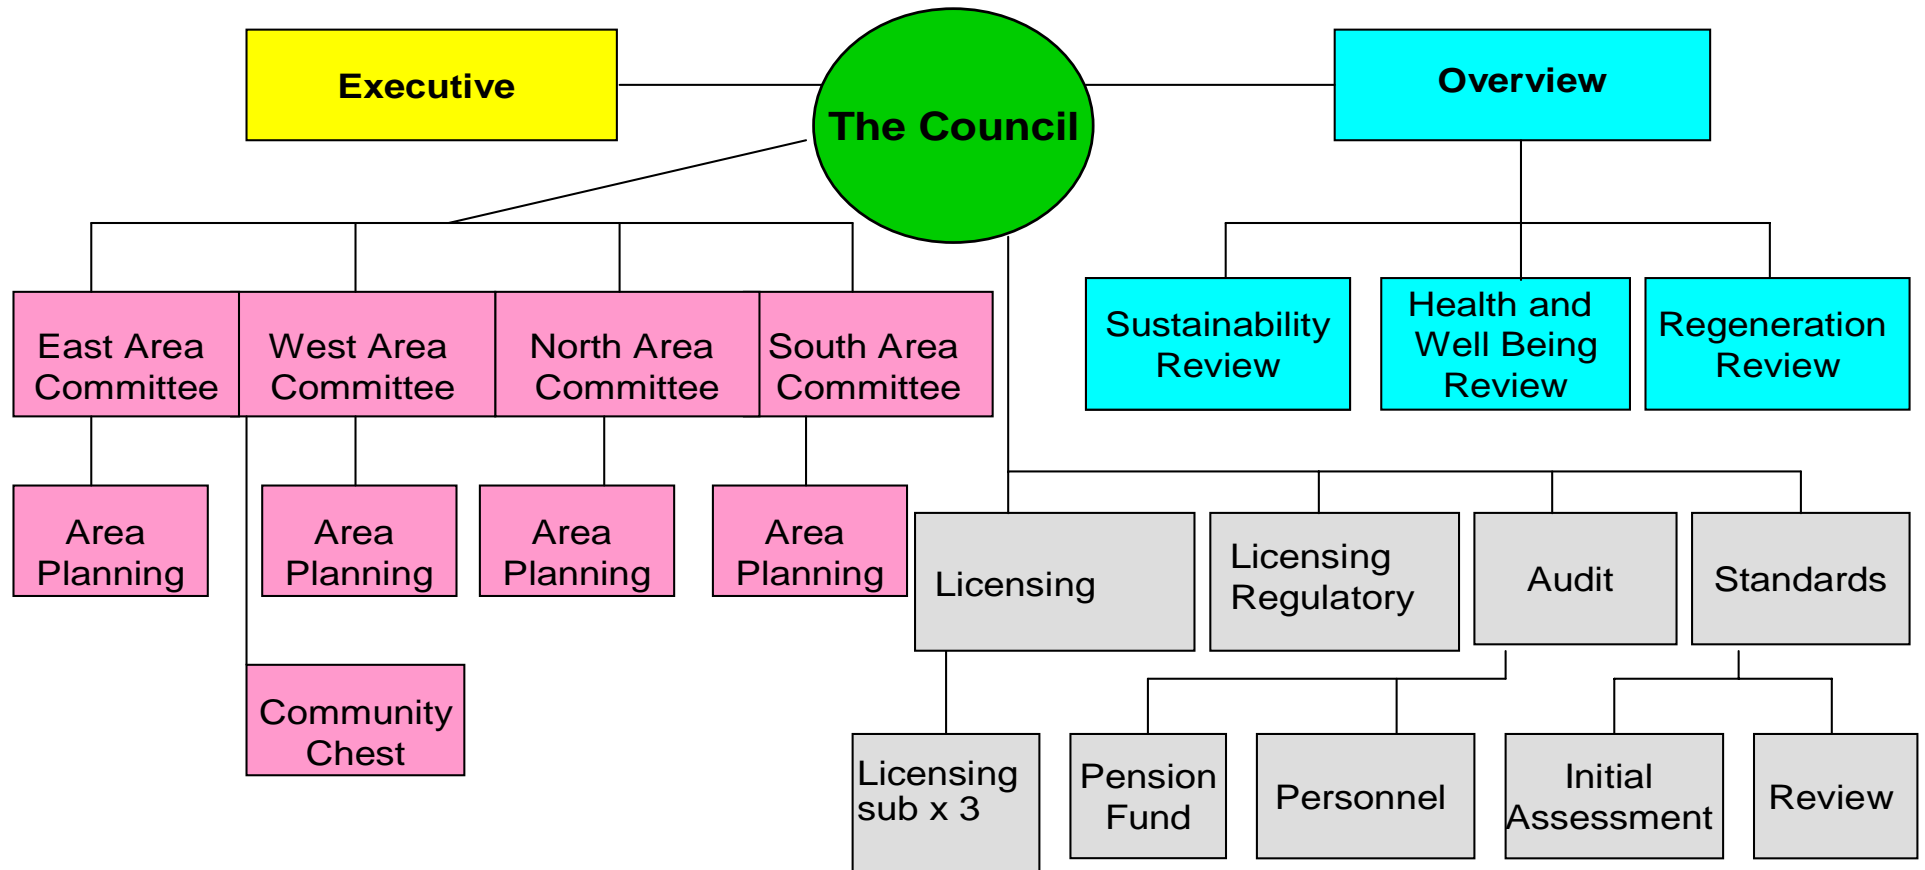 Executive
The Council
Overview
East Area
Committee
West Area
Committee
North Area
Committee
South Area
Committee
Sustainability
Review
Health and
Well Being
Review
Regeneration
Review
Area
Planning
Area
Planning
Area
Planning
Area
Planning
Licensing
Licensing
Regulatory
Audit
Standards
Community
Chest
Licensing
sub x 3
Pension
Fund
Personnel
Initial
Assessment
Review